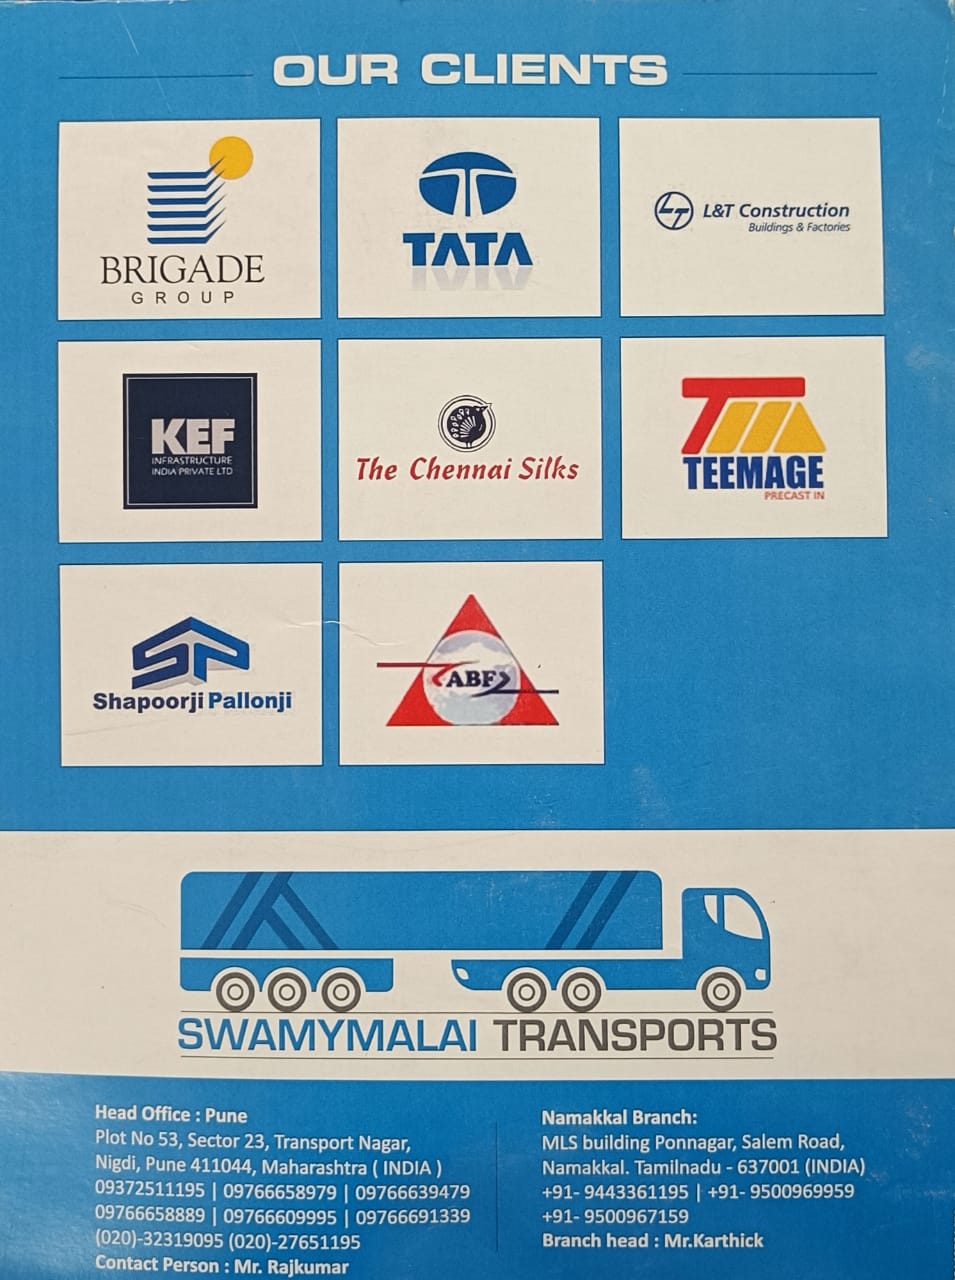 OUR CLIENTS
BRIGADE
GROUP
TATA
L&T Construction
Buildings & Factories
KEF
INFRASTRUCTURE
INDIA PRIVATE LTD
The Chennai Silks
TEEMAGE
PRECAST IN
SP
Shapoorji Pallonji
ABF
SWAMYMALAI TRANSPORTS
Head Office : Pune
Plot No 53, Sector 23, Transport Nagar,
Nigdi, Pune 411044, Maharashtra ( INDIA )
09372511195 | 09766658979 | 09766639479
09766658889 | 09766609995 | 09766691339
(020)-32319095 (020)-27651195
Contact Person : Mr. Rajkumar
Namakkal Branch:
MLS building Ponnagar, Salem Road,
Namakkal. Tamilnadu - 637001 (INDIA)
+91- 9443361195 | +91- 9500969959
+91- 9500967159
Branch head : Mr.Karthick